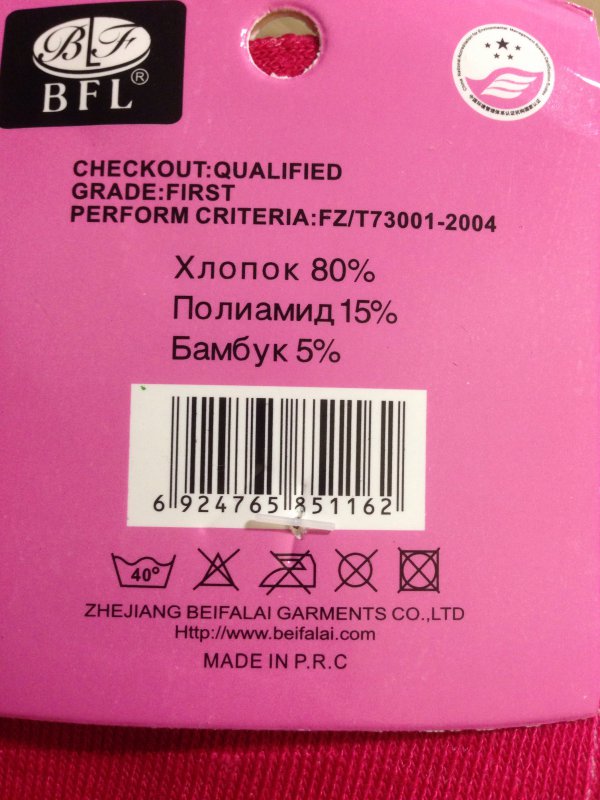 BLF
BFL®
CHECKOUT:QUALIFIED
GRADE:FIRST
PERFORM CRITERIA:FZ/T73001-2004
Хлопок 80%
Полиамид 15%
Бамбук 5%
6 924765 851162
40°
ZHEJIANG BEIFALAI GARMENTS CO.,LTD
Http://www.beifalai.com
MADE IN P.R.C